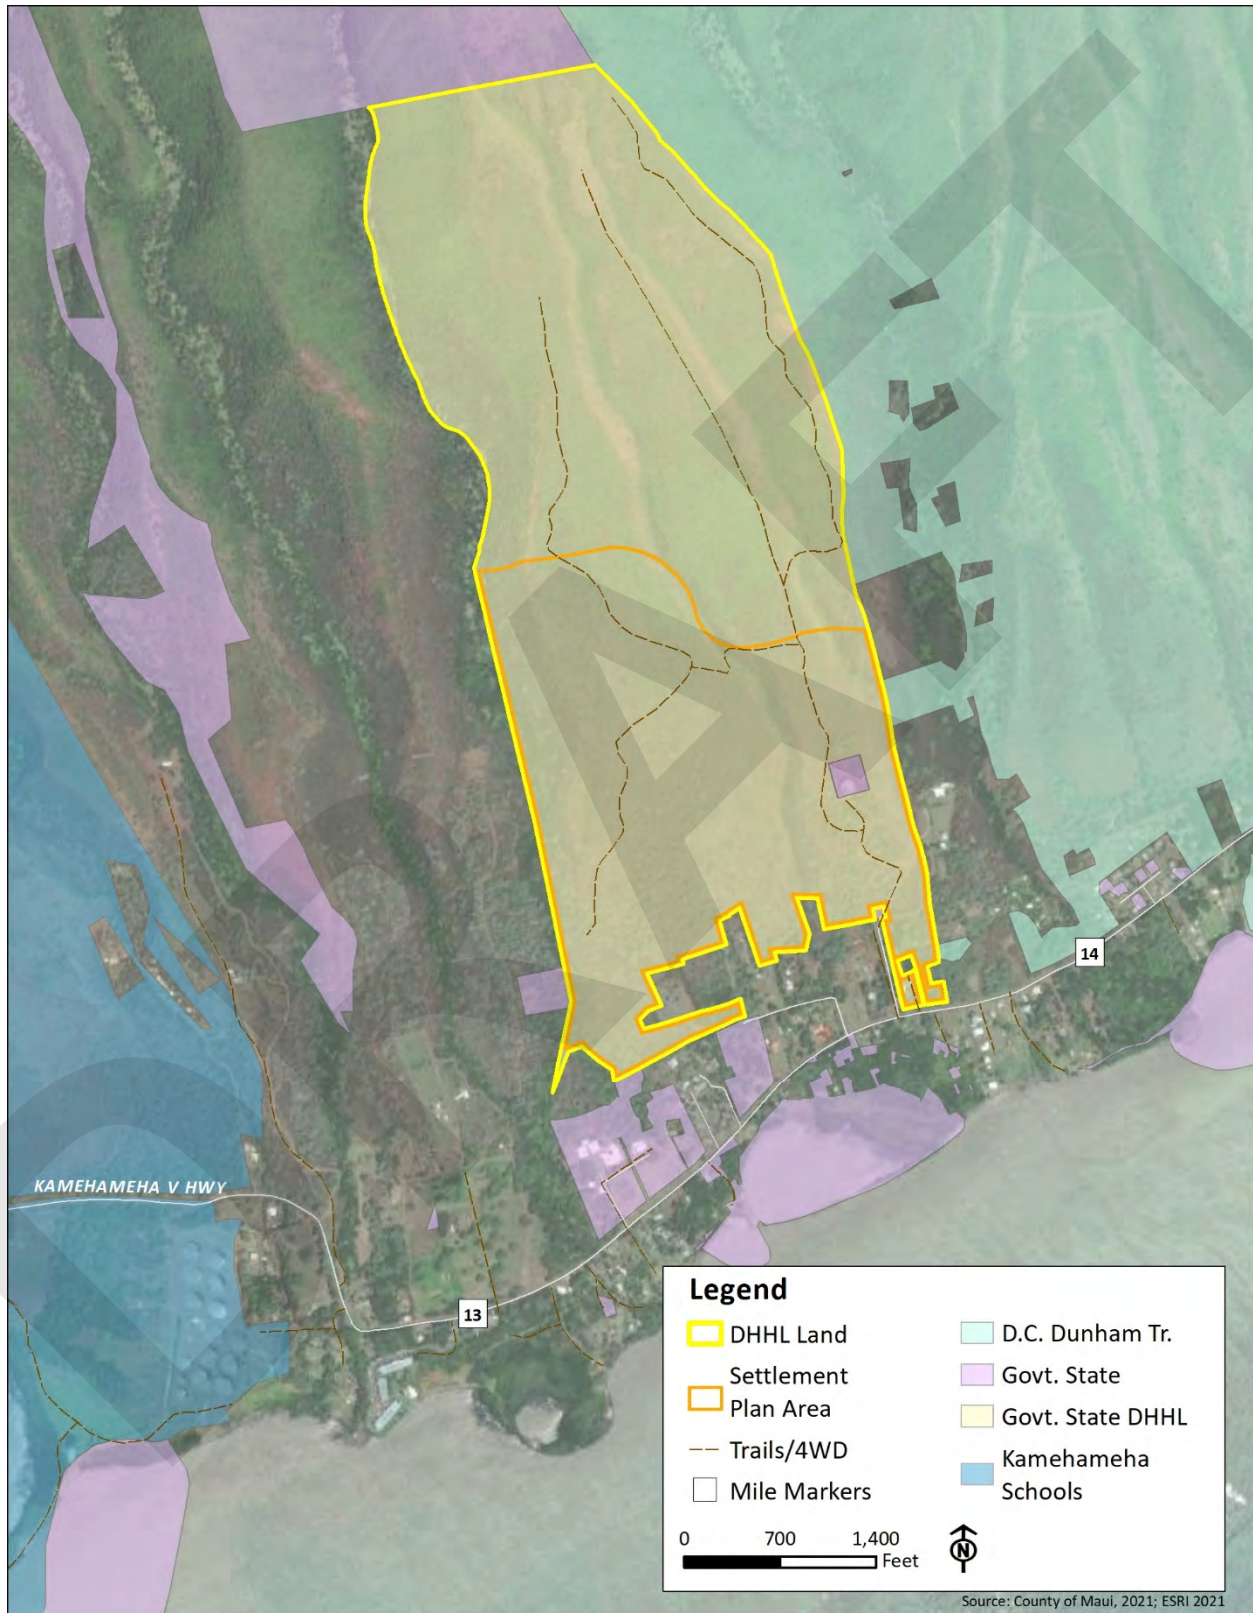 DRAFT
14
KAMEHAMEHA V HWY
13
Legend
DHHL Land
Settlement
Plan Area
Trails/4WD
Mile Markers
D.C. Dunham Tr.
Govt. State
Govt. State DHHL
Kamehameha
Schools
0 700 1,400
Feet
N
Source: County of Maui, 2021; ESRI 2021